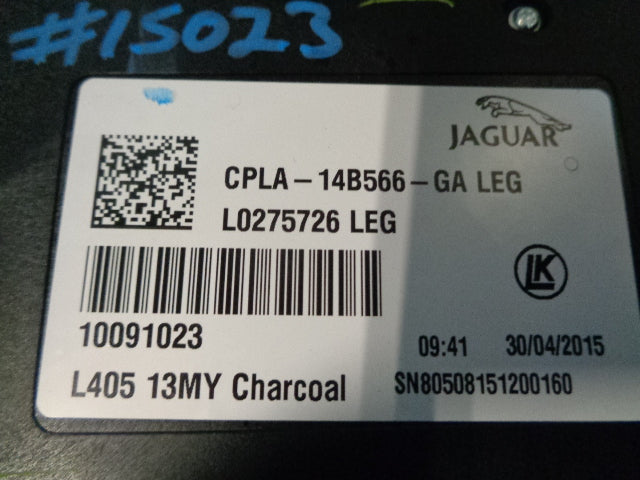 #15023
JAGUAR
CPLA-14B566-GA LEG
L0275726 LEG
LK
10091023
09:41 30/04/2015
L405 13MY Charcoal SN80508151200160